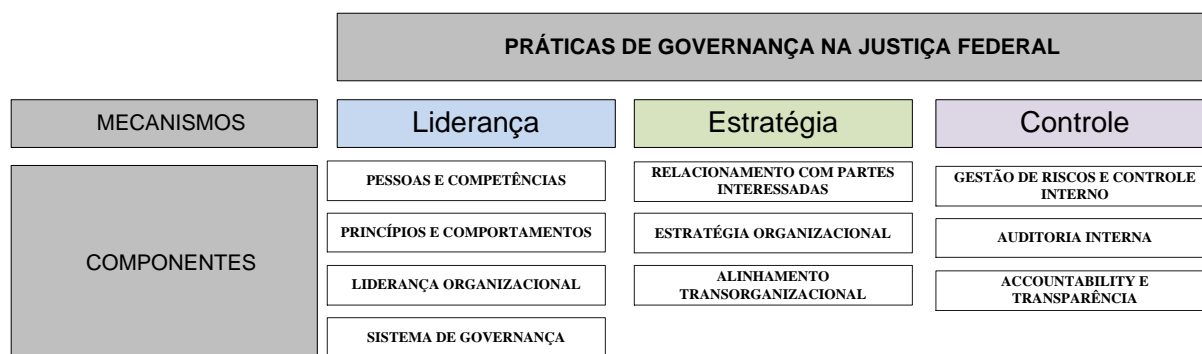 PRÁTICAS DE GOVERNANÇA NA JUSTIÇA FEDERAL
MECANISMOS
Liderança
Estratégia
Controle
COMPONENTES
PESSOAS E COMPETÊNCIAS
PRINCÍPIOS E COMPORTAMENTOS
LIDERANÇA ORGANIZACIONAL
SISTEMA DE GOVERNANÇA
RELACIONAMENTO COM PARTES
INTERESSADAS
ESTRATÉGIA ORGANIZACIONAL
ALINHAMENTO
TRANSORGANIZACIONAL
GESTÃO DE RISCOS E CONTROLE
INTERNO
AUDITORIA INTERNA
ACCOUNTABILITY E
TRANSPARÊNCIA